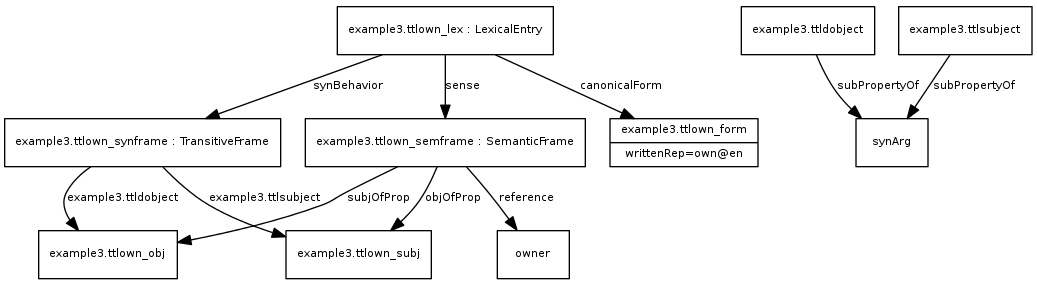 example3.ttlown_lex : LexicalEntry
example3.ttldobject
example3.ttlsubject
synBehavior
sense
canonicalForm
subPropertyOf
subPropertyOf
example3.ttlown_synframe : TransitiveFrame
example3.ttlown_semframe : SemanticFrame
example3.ttlown_form
writtenRep=own@en
synArg
example3.ttldobject
example3.ttlsubject
subjOfProp
objOfProp
reference
example3.ttlown_obj
example3.ttlown_subj
owner